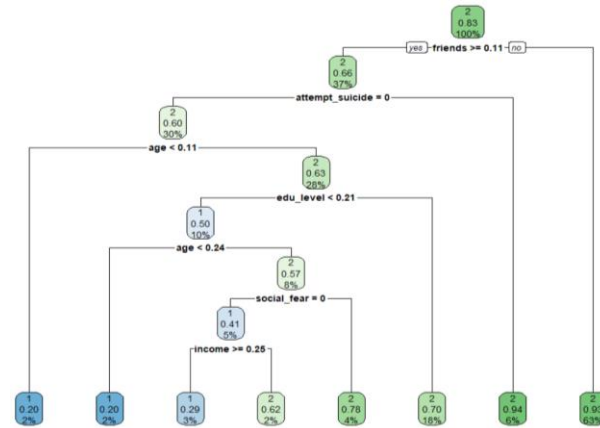 2
0.83
100%
yes friends >= 0.11 no
2
0.66
37%
attempt_suicide = 0
2
0.60
30%
age < 0.11
2
0.63
28%
edu_level < 0.21
1
0.50
10%
age < 0.24
2
0.57
8%
social_fear = 0
1
0.41
5%
income >= 0.25
1 1 1 2 2 2 2 2
0.20 0.20 0.29 0.62 0.78 0.70 0.94 0.93
2% 2% 3% 2% 4% 18% 6% 63%